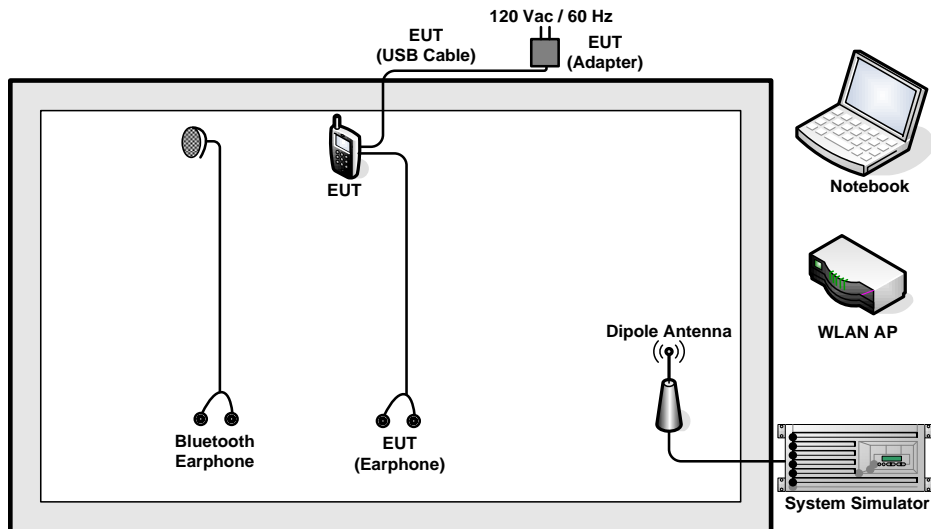 120 Vac / 60 Hz
EUT
(USB Cable)
EUT
(Adapter)
EUT
Notebook
WLAN AP
Dipole Antenna
Bluetooth
Earphone
EUT
(Earphone)
System Simulator